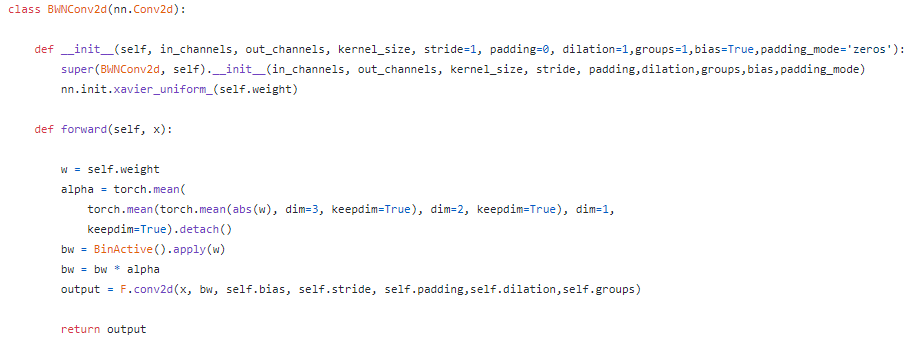 class BWNConv2d(nn.Conv2d):
def __init__(self, in_channels, out_channels, kernel_size, stride=1, padding=0, dilation=1,groups=1,bias=True,padding_mode='zeros'):
super(BWNConv2d, self).__init__(in_channels, out_channels, kernel_size, stride, padding,dilation,groups,bias,padding_mode)
nn.init.xavier_uniform_(self.weight)
def forward(self, x):
w = self.weight
alpha = torch.mean(
torch.mean(torch.mean(abs(w), dim=3, keepdim=True), dim=2, keepdim=True), dim=1,
keepdim=True).detach()
bw = BinActive().apply(w)
bw = bw * alpha
output = F.conv2d(x, bw, self.bias, self.stride, self.padding,self.dilation,self.groups)
return output